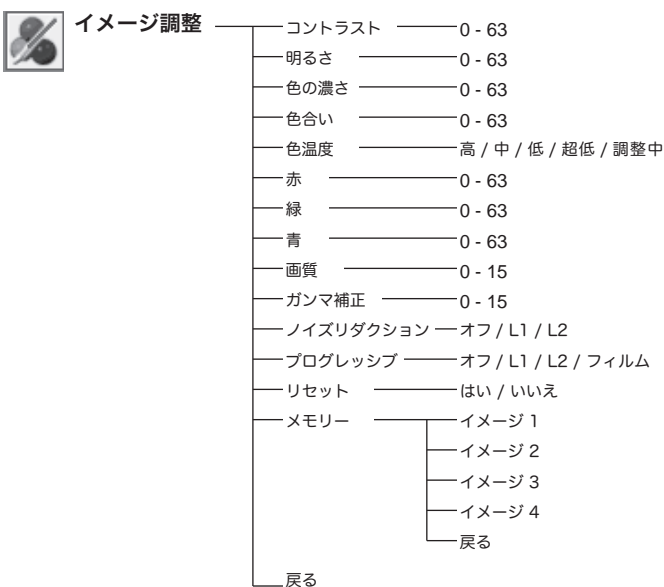 イメージ調整
コントラスト 0 - 63
明るさ 0 - 63
色の濃さ 0 - 63
色合い 0 - 63
色温度 高 / 中 / 低 / 超低 / 調整中
赤 0 - 63
緑 0 - 63
青 0 - 63
画質 0 - 15
ガンマ補正 0 - 15
ノイズリダクション オフ / L1 / L2
プログレッシブ オフ / L1 / L2 / フィルム
リセット はい / いいえ
メモリー イメージ 1
イメージ 2
イメージ 3
イメージ 4
戻る
戻る